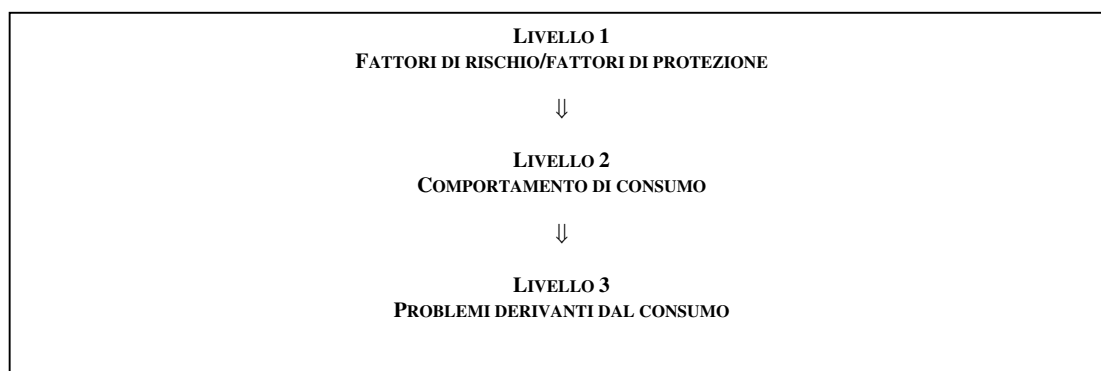 LIVELLO 1
FATTORI DI RISCHIO/FATTORI DI PROTEZIONE
⇓
LIVELLO 2
COMPORTAMENTO DI CONSUMO
⇓
LIVELLO 3
PROBLEMI DERIVANTI DAL CONSUMO